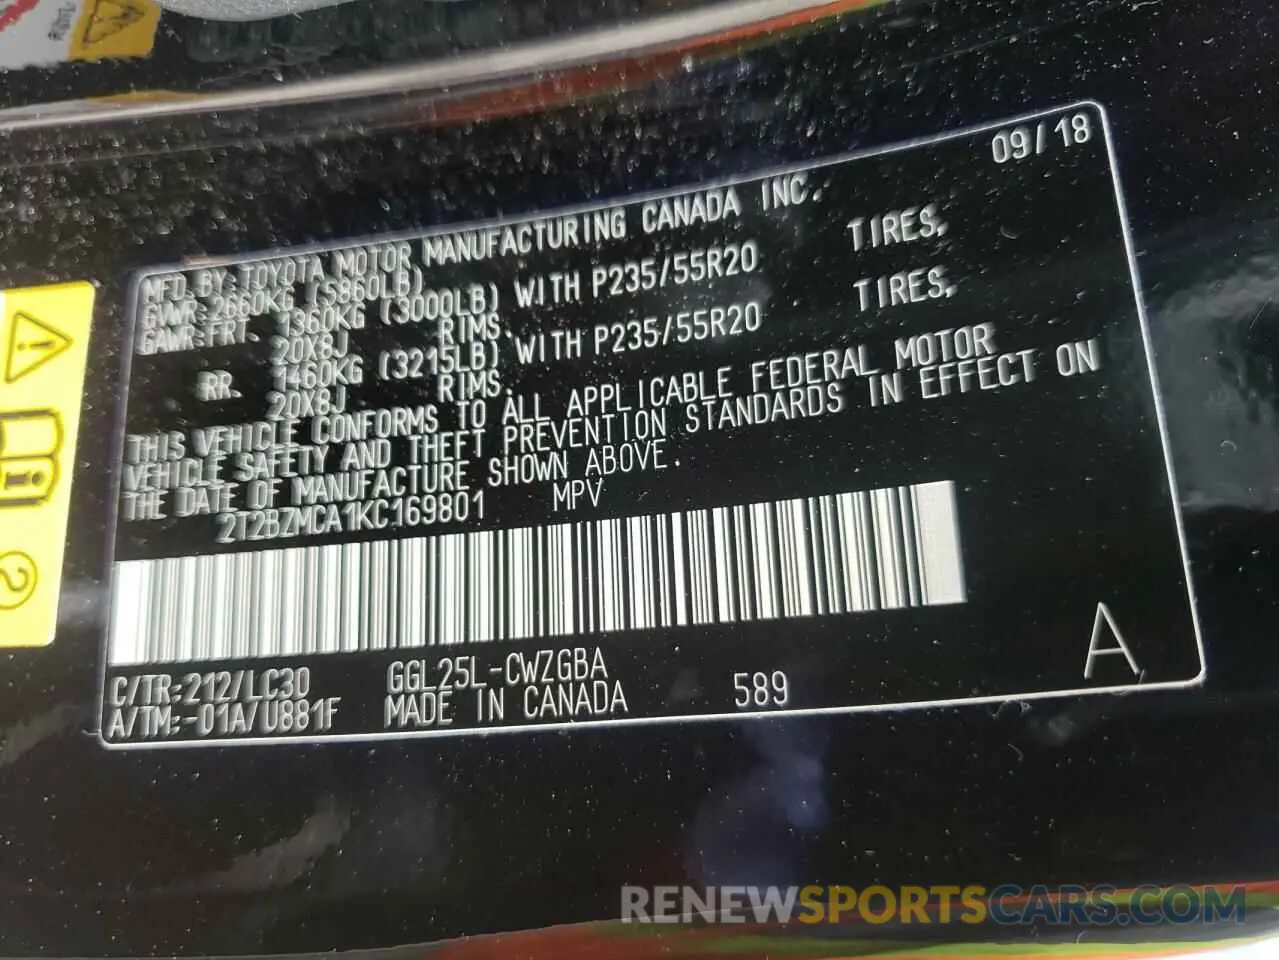 09/18
MFD. BY: TOYOTA MOTOR MANUFACTURING CANADA INC.
GVWR: 2660KG (5860LB)
GAWR: FRT. 1360KG (3000LB) WITH P235/55R20 TIRES,
20X8J RIMS.
RR. 1460KG (3215LB) WITH P235/55R20 TIRES,
20X8J RIMS.
THIS VEHICLE CONFORMS TO ALL APPLICABLE FEDERAL MOTOR
VEHICLE SAFETY AND THEFT PREVENTION STANDARDS IN EFFECT ON
THE DATE OF MANUFACTURE SHOWN ABOVE.
2T2BZMCA1KC169801 MPV
C/TR:212/LC30 GGL25L-CWZGBA
A/TM:-01A/U881F MADE IN CANADA 589
A
RENEWSPORTSCARS.COM